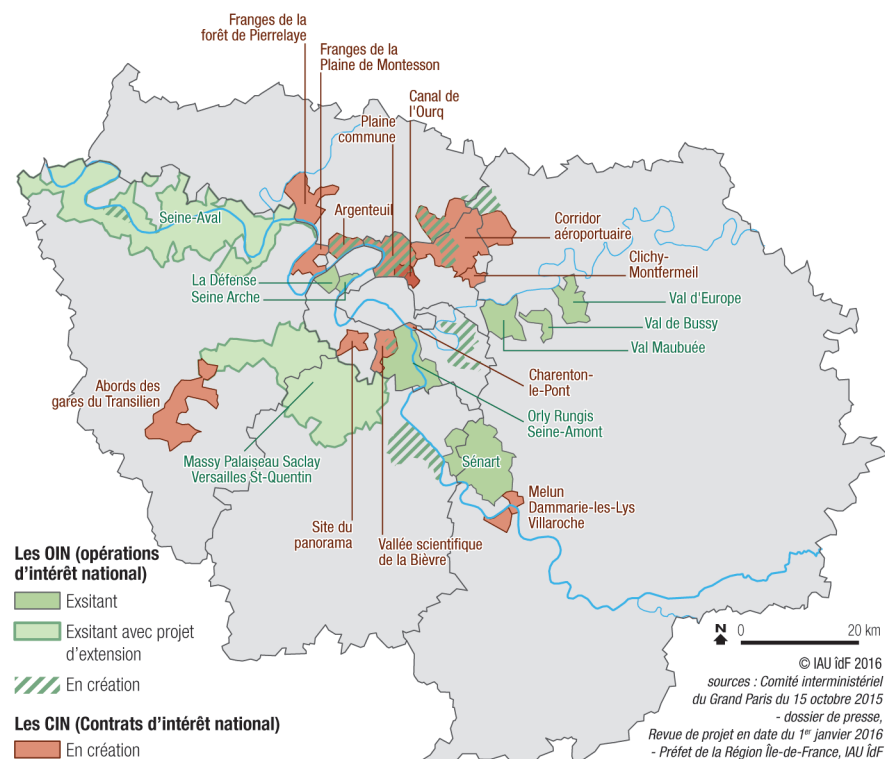 Franges de la
forêt de Pierrelaye
Franges de la
Plaine de Montesson
Canal de
l'Ourq
Plaine
commune
Argenteuil
Seine-Aval
Corridor
aéroportuaire
Clichy-
Montfermeil
La Défense
Seine Arche
Val d'Europe
Val de Bussy
Val Maubuée
Charenton-
le-Pont
Abords des
gares du Transilien
Orly Rungis
Seine-Amont
Massy Palaiseau Saclay
Versailles St-Quentin
Sénart
Melun
Dammarie-les-Lys
Villaroche
Site du
panorama
Vallée scientifique
de la Bièvre
Les OIN (opérations
d'intérêt national)
Exsitant
Exsitant avec projet
d'extension
En création
Les CIN (Contrats d'intérêt national)
En création
N
0
20 km
© IAU îdF 2016
sources : Comité interministériel
du Grand Paris du 15 octobre 2015
- dossier de presse,
Revue de projet en date du 1er janvier 2016
- Préfet de la Région Île-de-France, IAU ÎdF